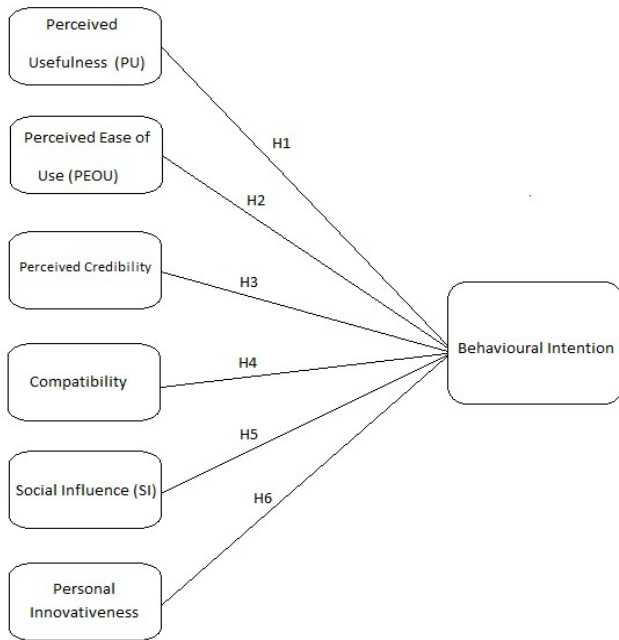 Perceived
Usefulness (PU)
H1
Perceived Ease of
Use (PEOU)
H2
Perceived Credibility
H3
Behavioural Intention
Compatibility
H4
Social Influence (SI)
H5
H6
Personal
Innovativeness